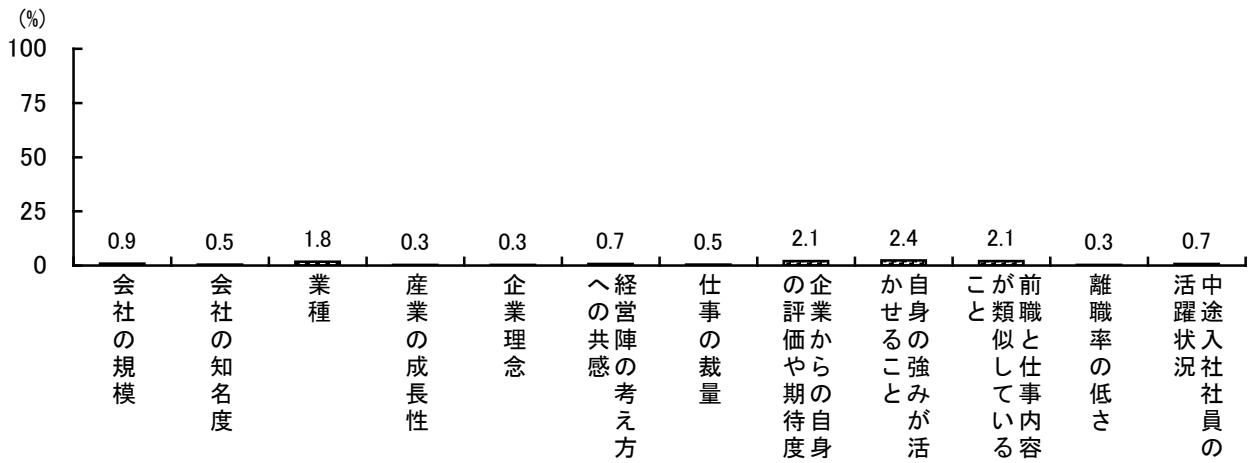 (%)
100
75
50
25
0
0.9
0.5
1.8
0.3
0.3
0.7
0.5
2.1
2.4
2.1
0.3
0.7
会社の規模
会社の知名度
業種
産業の成長性
企業理念
経営陣の考え方
への共感
仕事の裁量
企業からの自身
の評価や期待度
自身の強みが活
かせること
前職と仕事内容
が類似している
こと
離職率の低さ
中途入社社員の
活躍状況